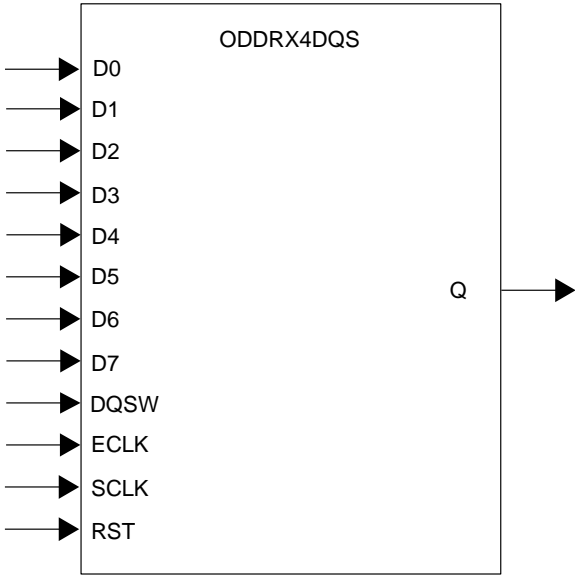 ODDRX4DQS
D0
D1
D2
D3
D4
D5
Q
D6
D7
DQSW
ECLK
SCLK
RST